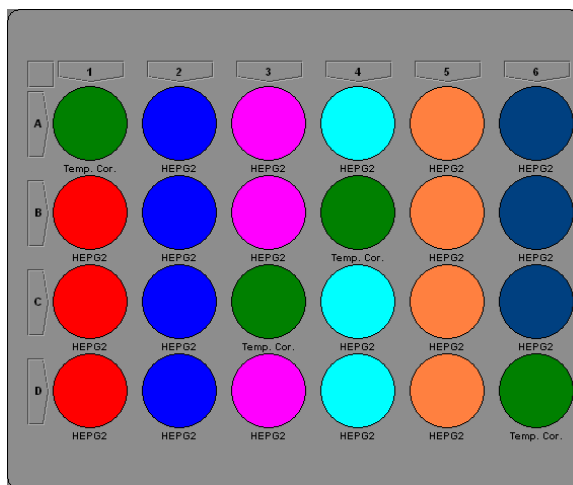 1 2 3 4 5 6
A
Temp. Cor. HEPG2 HEPG2 HEPG2 HEPG2 HEPG2
B
HEPG2 HEPG2 HEPG2 Temp. Cor. HEPG2 HEPG2
C
HEPG2 HEPG2 Temp. Cor. HEPG2 HEPG2 HEPG2
D
HEPG2 HEPG2 HEPG2 HEPG2 HEPG2 Temp. Cor.